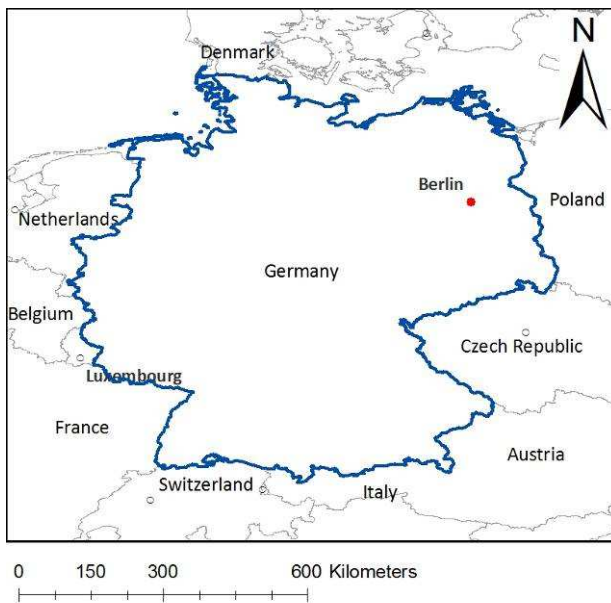 N
Denmark
Berlin
Poland
Netherlands
Germany
Belgium
Czech Republic
Luxembourg
France
Austria
Switzerland
Italy
0 150 300 600 Kilometers